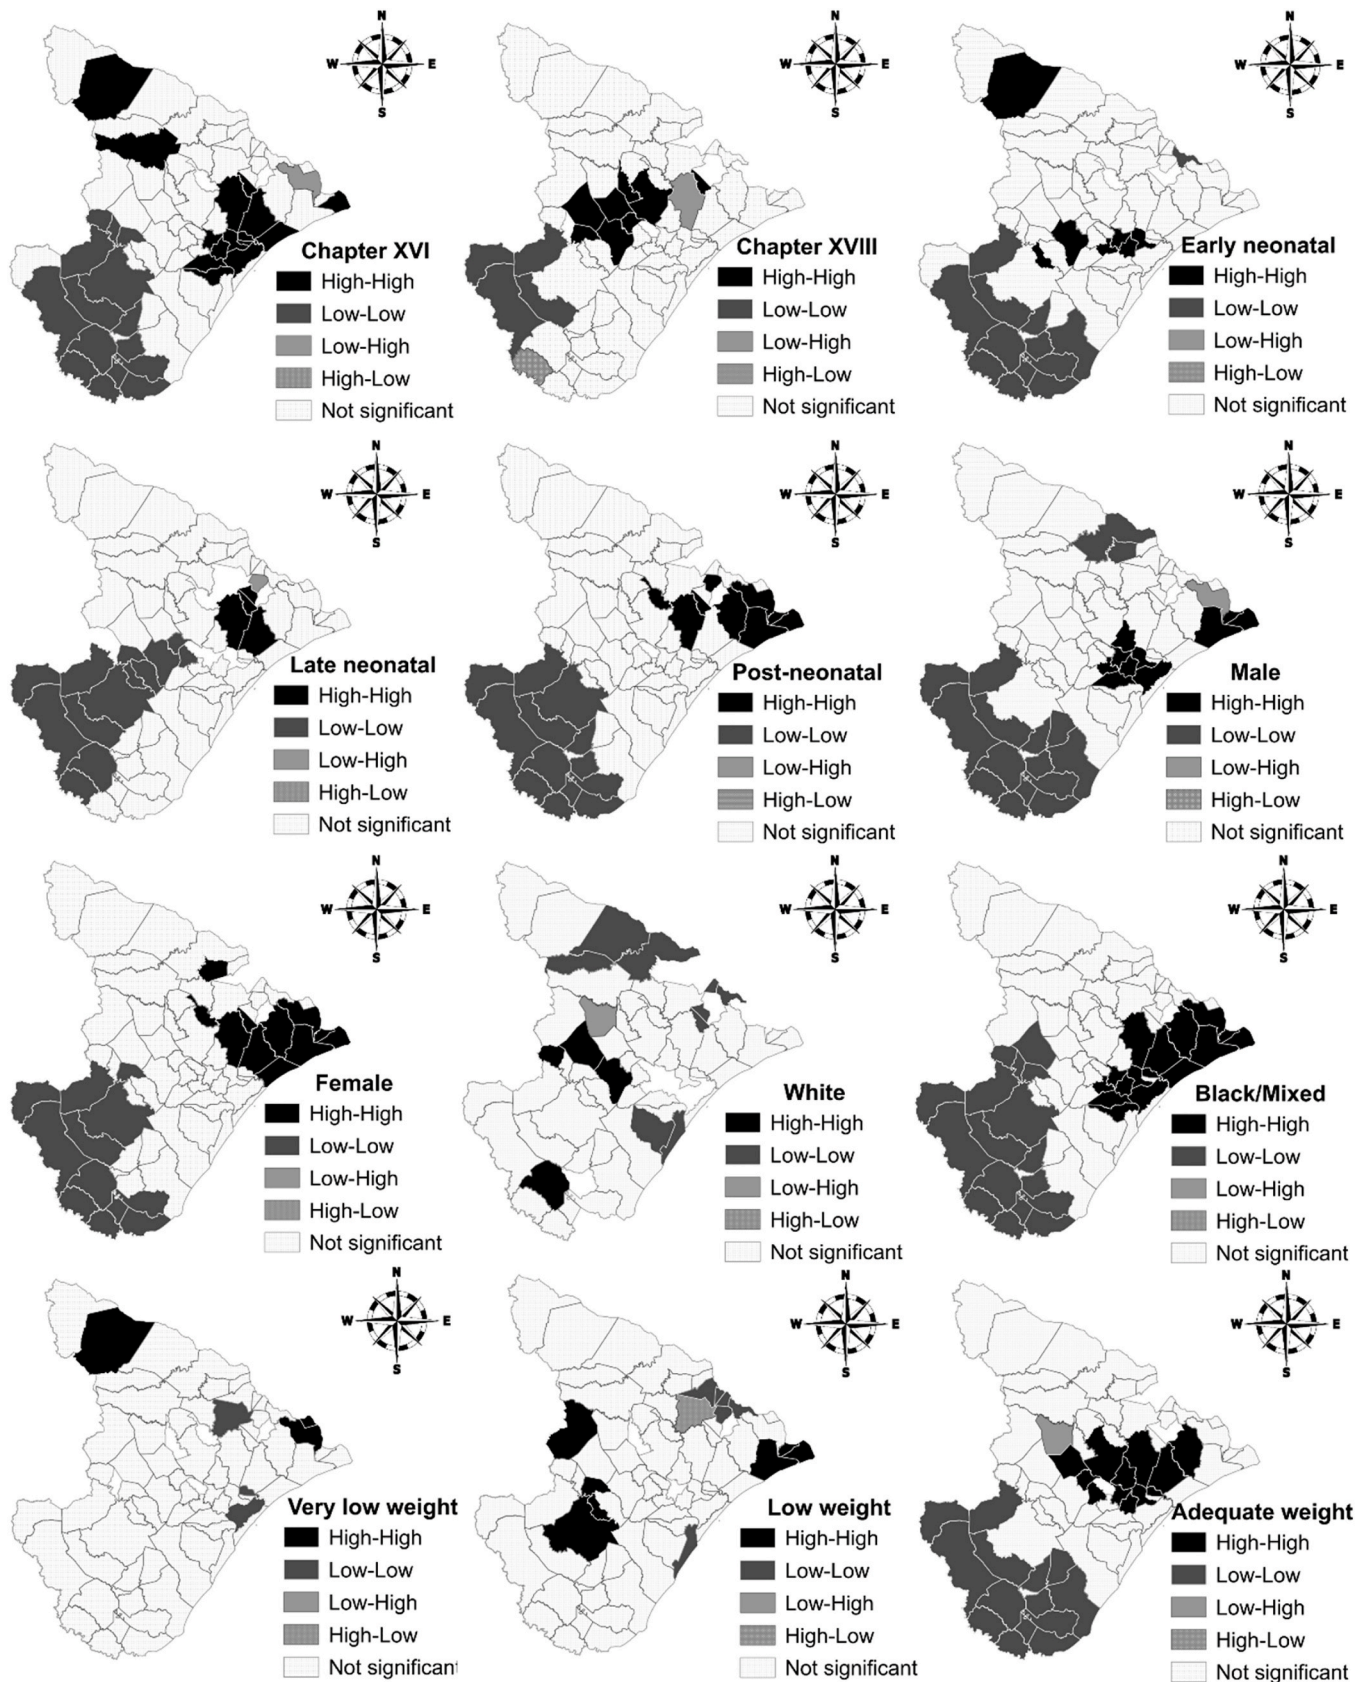 N
W E
S
Chapter XVI
High-High
Low-Low
Low-High
High-Low
Not significant
N
W E
S
Chapter XVIII
High-High
Low-Low
Low-High
High-Low
Not significant
N
W E
S
Early neonatal
High-High
Low-Low
Low-High
High-Low
Not significant
N
W E
S
Late neonatal
High-High
Low-Low
Low-High
High-Low
Not significant
N
W E
S
Post-neonatal
High-High
Low-Low
Low-High
High-Low
Not significant
N
W E
S
Male
High-High
Low-Low
Low-High
High-Low
Not significant
N
W E
S
Female
High-High
Low-Low
Low-High
High-Low
Not significant
N
W E
S
White
High-High
Low-Low
Low-High
High-Low
Not significant
N
W E
S
Black/Mixed
High-High
Low-Low
Low-High
High-Low
Not significant
N
W E
S
Very low weight
High-High
Low-Low
Low-High
High-Low
Not significant
N
W E
S
Low weight
High-High
Low-Low
Low-High
High-Low
Not significant
N
W E
S
Adequate weight
High-High
Low-Low
Low-High
High-Low
Not significant